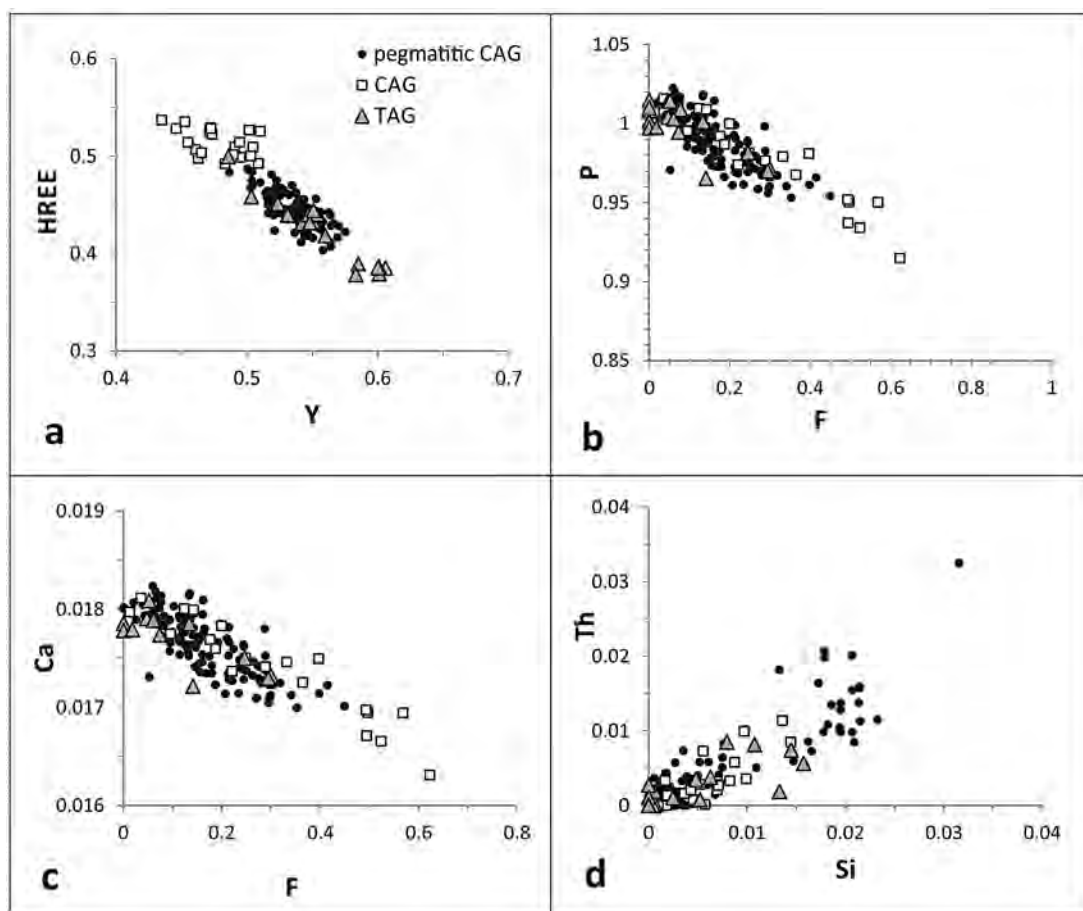 0.6
0.5
0.4
0.3
0.4 0.5 0.6 0.7
HREE
Y
pegmatitic CAG
CAG
TAG
a
1.05
1
0.95
0.9
0.85
0 0.2 0.4 0.6 0.8 1
P
F
b
0.019
0.018
0.017
0.016
0 0.2 0.4 0.6 0.8
Ca
F
c
0.04
0.03
0.02
0.01
0
0 0.01 0.02 0.03 0.04
Th
Si
d